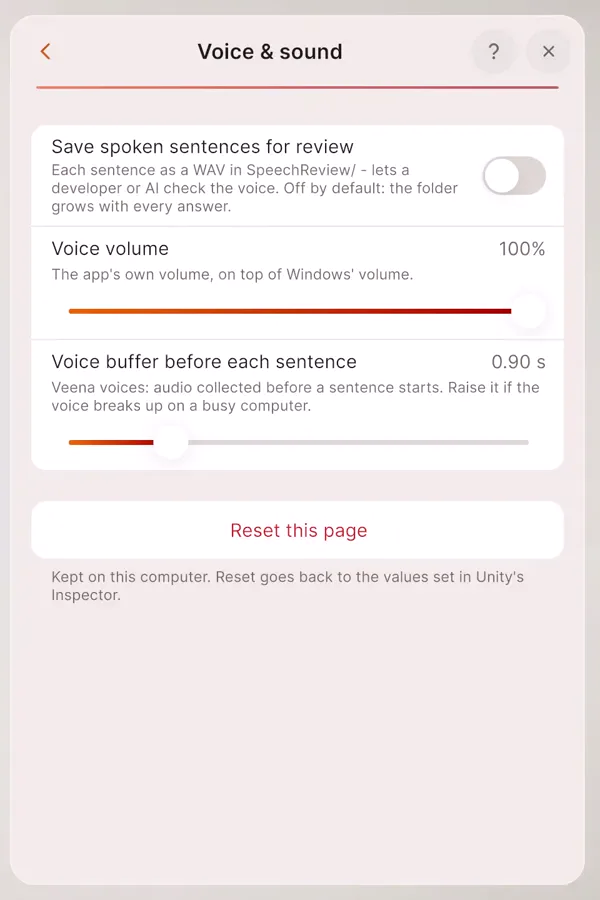 Voice & sound
?
Save spoken sentences for review
Each sentence as a WAV in SpeechReview/ - lets a
developer or AI check the voice. Off by default: the folder
grows with every answer.
Voice volume
100%
The app's own volume, on top of Windows' volume.
Voice buffer before each sentence
0.90 s
Veena voices: audio collected before a sentence starts. Raise it if the
voice breaks up on a busy computer.
Reset this page
Kept on this computer. Reset goes back to the values set in Unity's
Inspector.